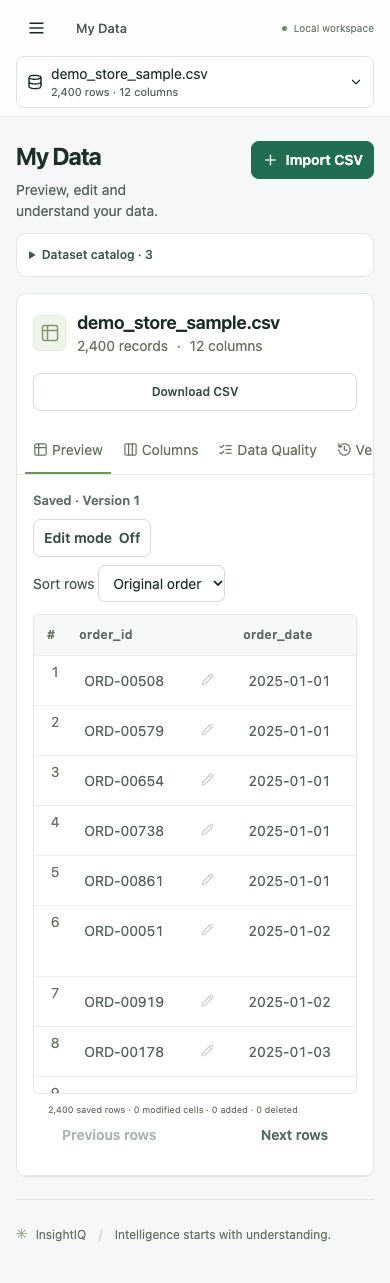 My Data
Local workspace
demo_store_sample.csv
2,400 rows · 12 columns
My Data
Import CSV
Preview, edit and
understand your data.
Dataset catalog · 3
demo_store_sample.csv
2,400 records · 12 columns
Download CSV
Preview Columns Data Quality Ve
Saved · Version 1
Edit mode Off
Sort rows Original order
# order_id order_date
1 ORD-00508 2025-01-01
2 ORD-00579 2025-01-01
3 ORD-00654 2025-01-01
4 ORD-00738 2025-01-01
5 ORD-00861 2025-01-01
6 ORD-00051 2025-01-02
7 ORD-00919 2025-01-02
8 ORD-00178 2025-01-03
9
2,400 saved rows · 0 modified cells · 0 added · 0 deleted
Previous rows Next rows
InsightIQ / Intelligence starts with understanding.